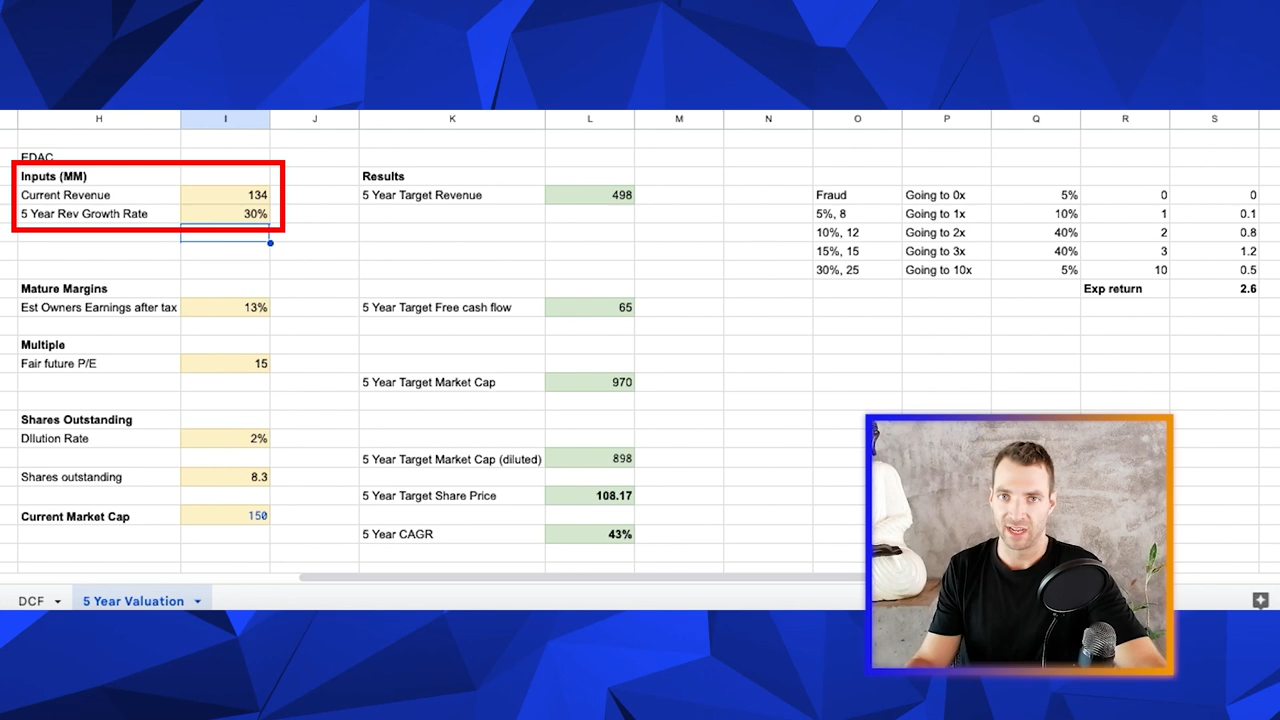 H I J K L M N O P Q R S
EDAC
Inputs (MM) Results
Current Revenue 134 5 Year Target Revenue 498 Fraud Going to 0x 5% 0 0
5 Year Rev Growth Rate 30% 5%, 8 Going to 1x 10% 1 0.1
10%, 12 Going to 2x 40% 2 0.8
15%, 15 Going to 3x 40% 3 1.2
30%, 25 Going to 10x 5% 10 0.5
Mature Margins Exp return 2.6
Est Owners Earnings after tax 13% 5 Year Target Free cash flow 65
Multiple
Fair future P/E 15
5 Year Target Market Cap 970
Shares Outstanding
DIlution Rate 2%
5 Year Target Market Cap (diluted) 898
Shares outstanding 8.3
5 Year Target Share Price 108.17
Current Market Cap 150
5 Year CAGR 43%
DCF 5 Year Valuation